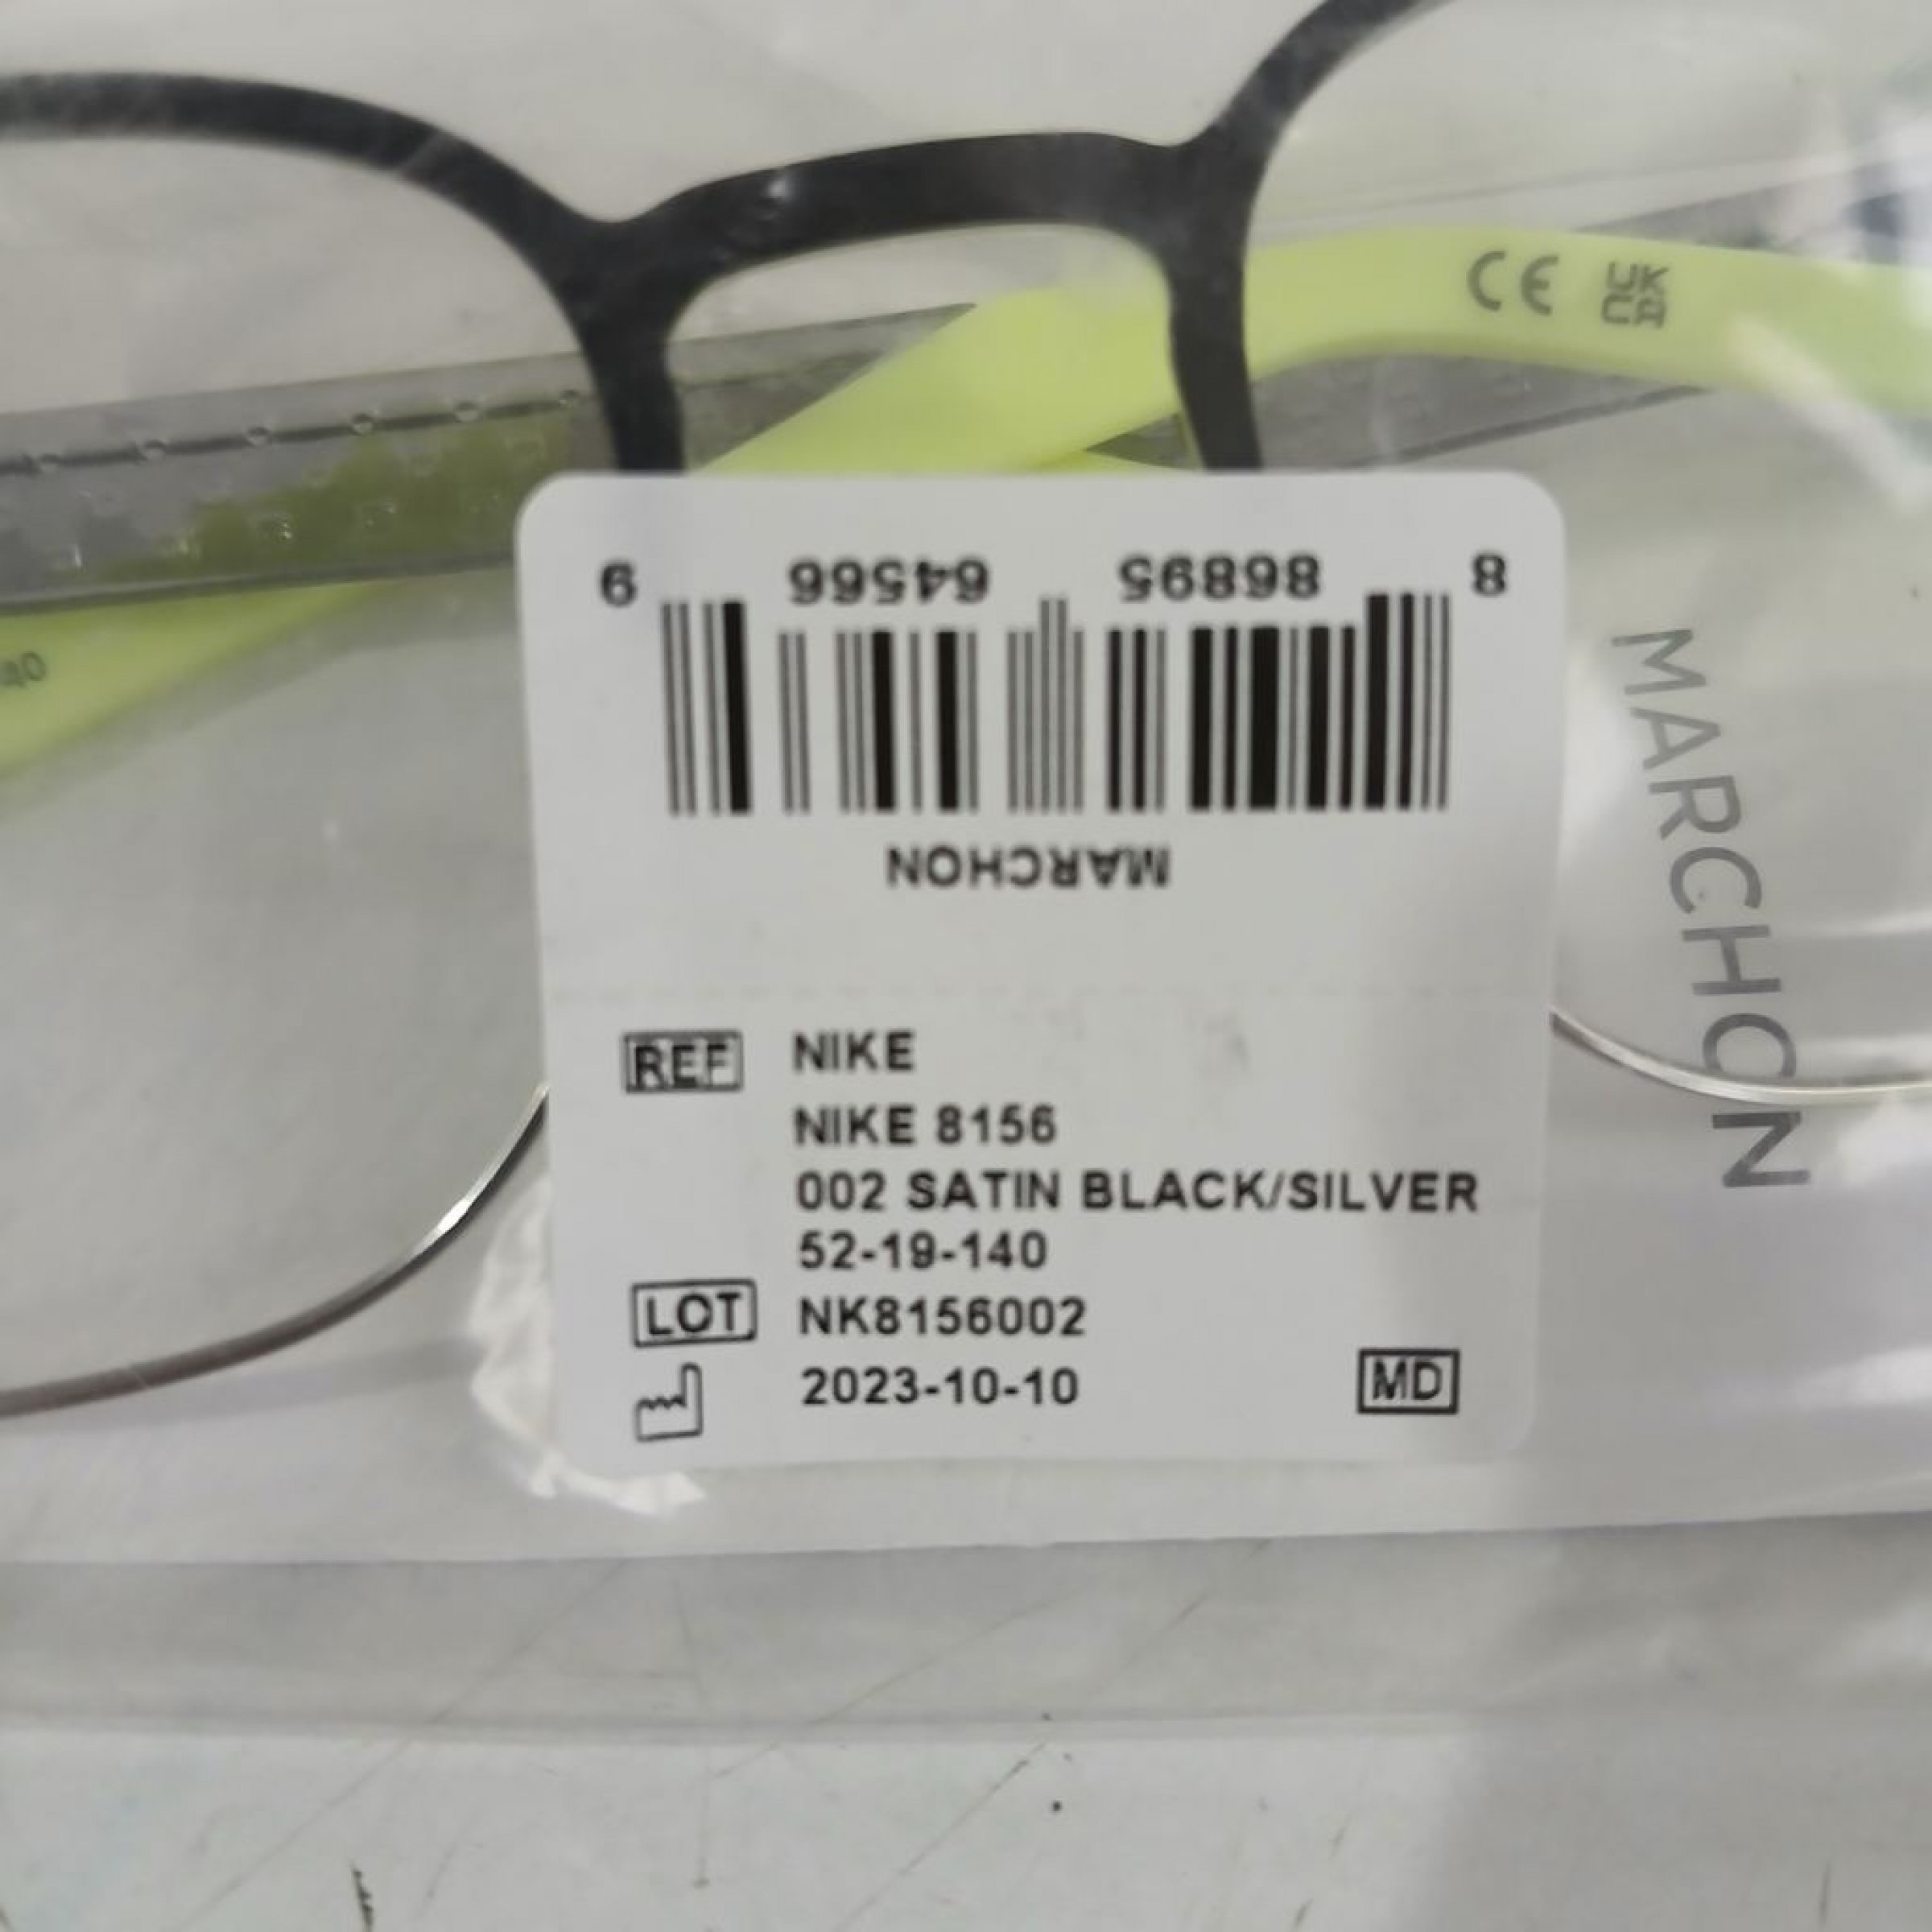 CE UK
CA
8 86895 64566 9
MARCHON
40
MARCHON
REF NIKE
NIKE 8156
002 SATIN BLACK/SILVER
52-19-140
LOT NK8156002
2023-10-10 MD